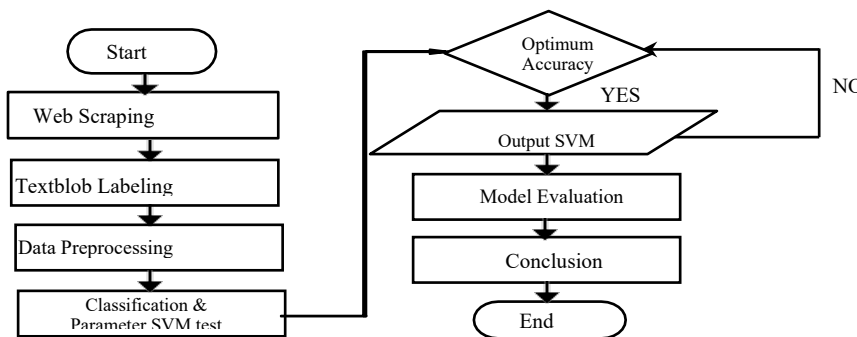 Start
Web Scraping
Textblob Labeling
Data Preprocessing
Classification &
Parameter SVM test
Optimum
Accuracy
YES
NO
Output SVM
Model Evaluation
Conclusion
End